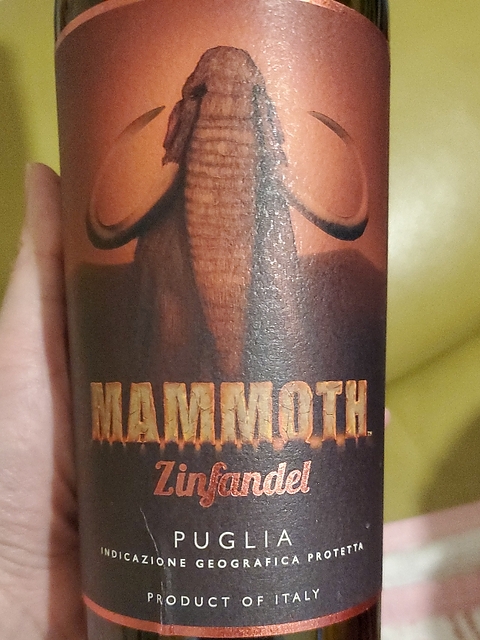 MAMMOTH
Zinfandel
PUGLIA
INDICAZIONE GEOGRAFICA PROTETTA
PRODUCT OF ITALY